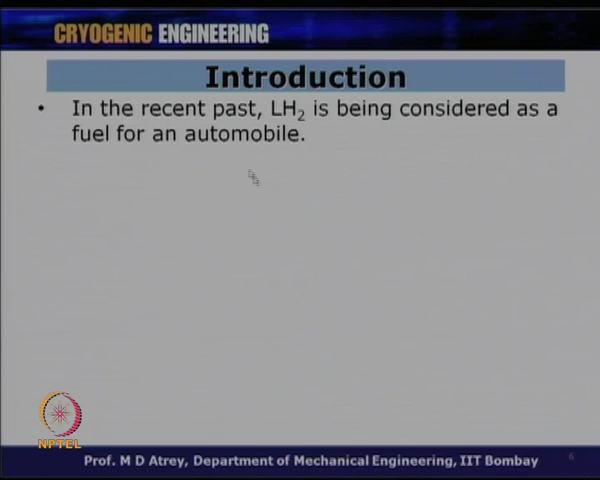 CRYOGENIC ENGINEERING
Introduction
• In the recent past, LH₂ is being considered as a
fuel for an automobile.
NPTEL
Prof. M D Atrey, Department of Mechanical Engineering, IIT Bombay
6